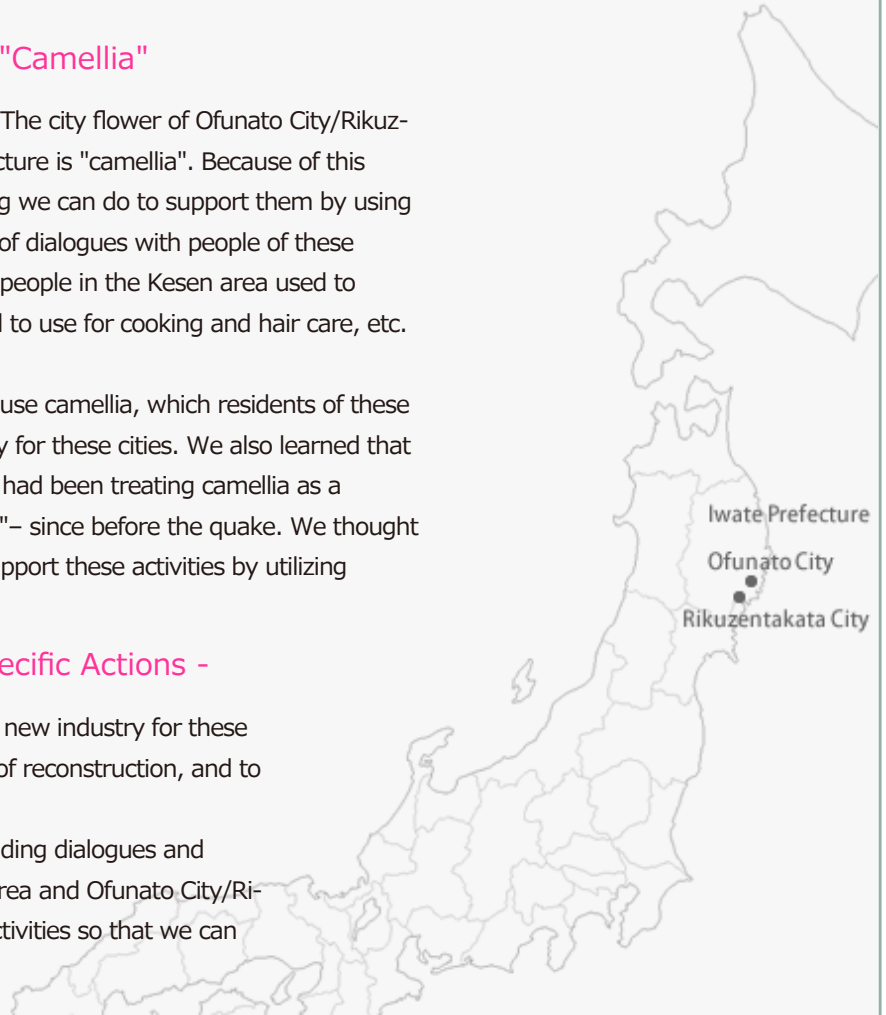 "Camellia"
The city flower of Ofunato City/Rikuz-
cture is "camellia". Because of this
g we can do to support them by using
of dialogues with people of these
people in the Kesen area used to
l to use for cooking and hair care, etc.
use camellia, which residents of these
y for these cities. We also learned that
had been treating camellia as a
"– since before the quake. We thought
pport these activities by utilizing
ecific Actions -
new industry for these
of reconstruction, and to
ding dialogues and
rea and Ofunato City/Ri-
ctivities so that we can
Iwate Prefecture
Ofunato City
Rikuzentakata City